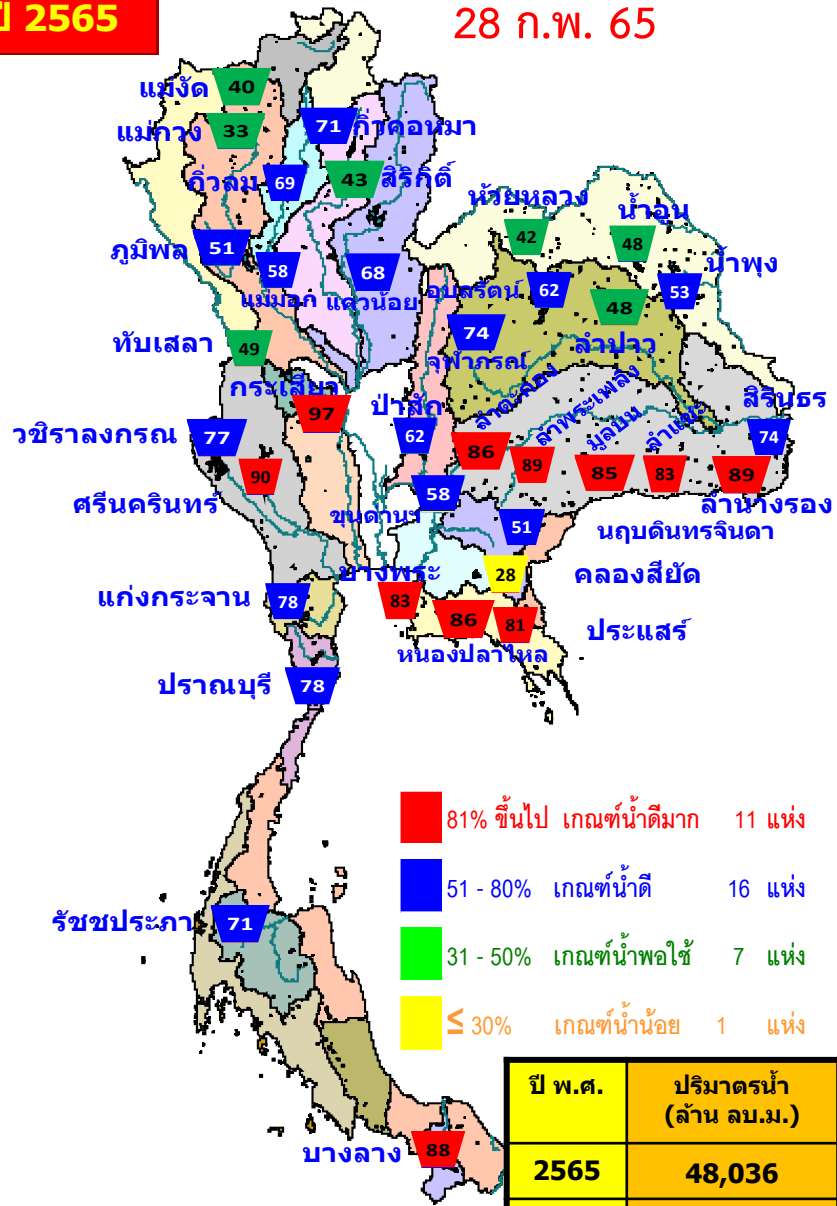 ปี 2565
28 ก.พ. 65
แม่งัด 40
แม่กวง 33
71 กิ่วคอหมา
กิ่วลม 69
43 สิริกิติ์
ห้วยหลวง
42
น้ำอูน
48
ภูมิพล 51
58
แม่มอก
68
แควน้อย
น้ำพุง
53
อุบลรัตน์ 62
48
ลำปาว
74
จุฬาภรณ์
ทับเสลา
49
กระเสียว
97
ป่าสัก
62
ลำตะคอง
86
ลำพระเพลิง
89
มูลบน
85
ลำแชะ
83
สิรินธร
74
89
ลำนางรอง
วชิราลงกรณ 77
90
ศรีนครินทร์
58
ขุนด่านฯ
51
นฤบดินทรจินดา
บางพระ
83
28
คลองสียัด
แก่งกระจาน 78
86
หนองปลาไหล
81
ประแสร์
ปราณบุรี 78
81% ขึ้นไป เกณฑ์น้ำดีมาก 11 แห่ง
51 - 80% เกณฑ์น้ำดี 16 แห่ง
31 - 50% เกณฑ์น้ำพอใช้ 7 แห่ง
≤ 30% เกณฑ์น้ำน้อย 1 แห่ง
รัชชประภา 71
บางลาง 88
ปี พ.ศ. ปริมาตรน้ำ
(ล้าน ลบ.ม.)
2565 48,036